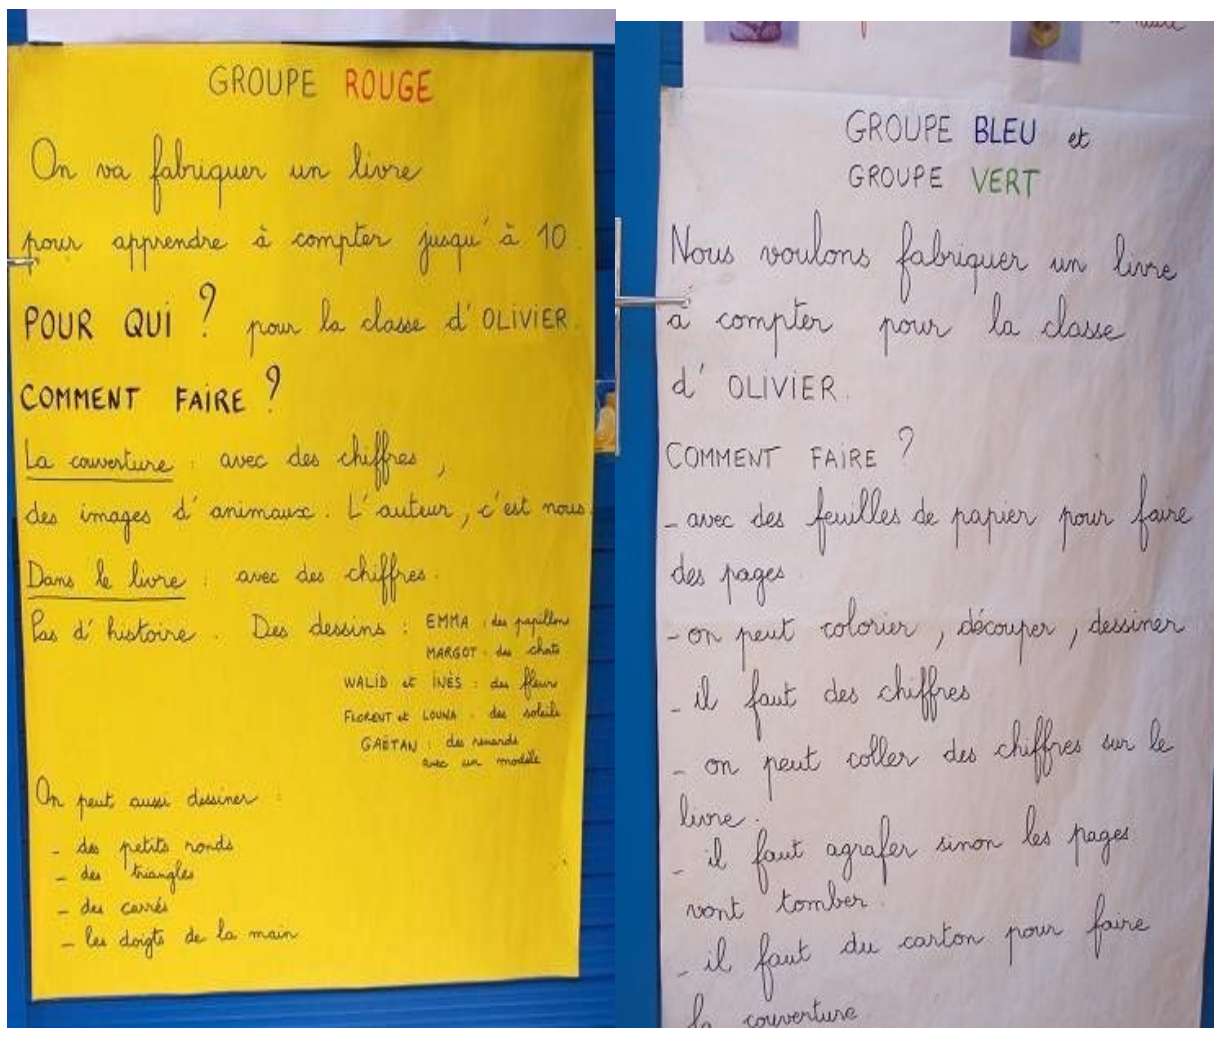 GROUPE ROUGE
On va fabriquer un livre
pour apprendre à compter jusqu'à 10.
POUR QUI ? pour la classe d'OLIVIER.
COMMENT FAIRE ?
La couverture : avec des chiffres,
des images d'animaux. L'auteur, c'est nous.
Dans le livre : avec des chiffres.
Pas d'histoire. Des dessins : EMMA : des papillons
MARGOT : des chats
WALID et INÈS : des fleurs
FLORENT et LOUNA : des soleils
GAËTAN : des renards
avec un modèle
On peut aussi dessiner :
- des petits ronds
- des triangles
- des carrés
- les doigts de la main
GROUPE BLEU et
GROUPE VERT
Nous voulons fabriquer un livre
à compter pour la classe
d'OLIVIER.
COMMENT FAIRE ?
- avec des feuilles de papier pour faire
des pages.
- on peut colorier, découper, dessiner
- il faut des chiffres
- on peut coller des chiffres sur le
livre.
- il faut agrafer sinon les pages
vont tomber.
- il faut du carton pour faire
la couverture.